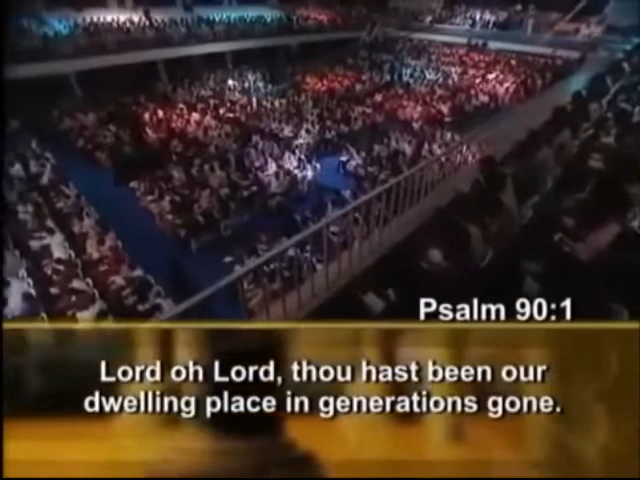 Psalm 90:1
Lord oh Lord, thou hast been our
dwelling place in generations gone.